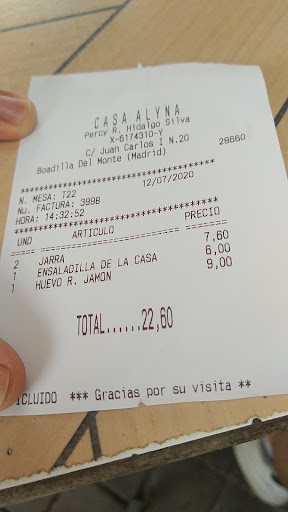 CASA ALYNA
Percy R. Hidalgo Silva
X-6174310-Y
C/ Juan Carlos I N.20
Boadilla Del Monte (Madrid) 28660
************************************
N. MESA: T22 12/07/2020
Nu. FACTURA: 3998
HORA: 14:32:52
************************************
UND ARTICULO PRECIO
===== ========================= =======
2 JARRA 7,60
1 ENSALADILLA DE LA CASA 6,00
1 HUEVO R. JAMON 9,00
TOTAL......22,60
CLUIDO *** Gracias por su visita **